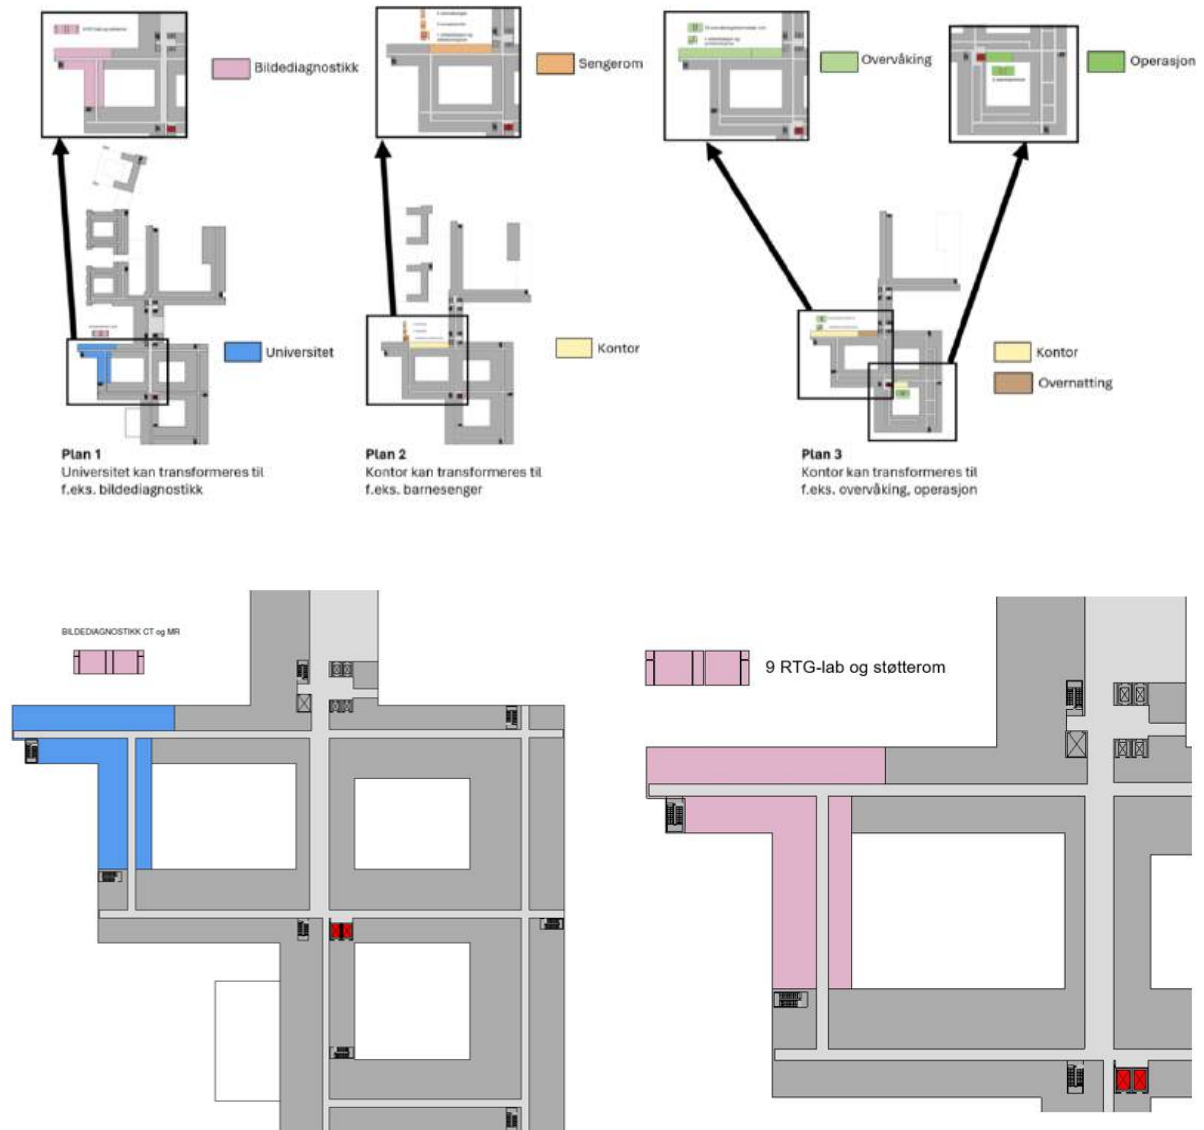 Bildediagnostikk
Sengerom
Overvåking
Operasjon
Universitet
Kontor
Kontor
Overnatting
Plan 1
Universitet kan transformeres til
f.eks. bildediagnostikk
Plan 2
Kontor kan transformeres til
f.eks. barnesenger
Plan 3
Kontor kan transformeres til
f.eks. overvåking, operasjon
BILDEDIAGNOSTIKK CT og MR
9 RTG-lab og støtterom